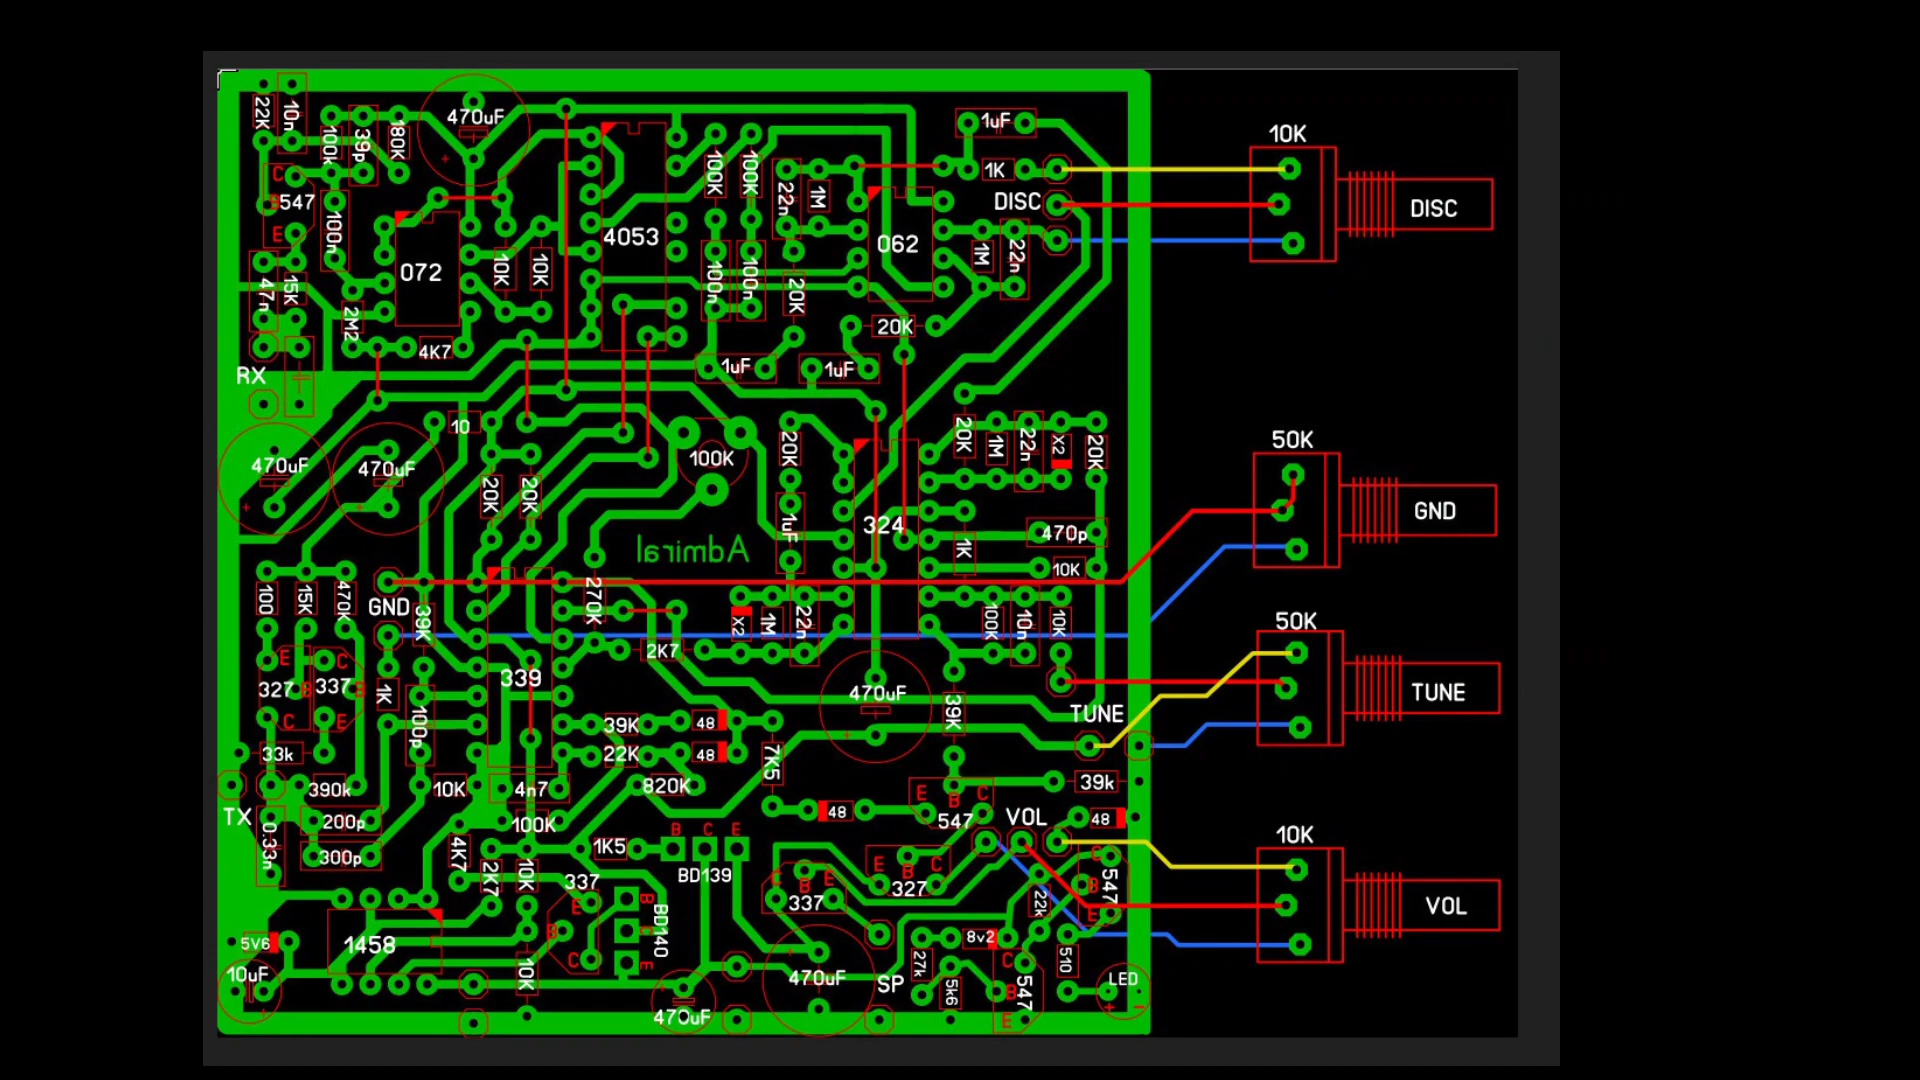 22K
10n
100k
39p
180K
470uF
1uF
10K
C
547
E
100n
100K
100K
22n
1M
1K
DISC
DISC
4053
062
072
10K
10K
47n
15K
2M2
4K7
100n
100n
20K
1M
22n
20K
RX
1uF
1uF
10
470uF
470uF
100K
20K
20K
1M
22n
X2
20K
50K
GND
20K
20K
1uF
324
1K
470p
10K
Admiral
100
15K
470K
GND
39K
270K
X2
1M
22n
100K
10n
10K
50K
2K7
E
C
327
B
337
B
C
E
1K
339
470uF
39K
TUNE
TUNE
100p
39K
48
22K
48
7K5
33k
390k
10K
4n7
820K
39k
TX
0.33n
200p
300p
100K
48
E
B
C
547
VOL
48
10K
4K7
2K7
10K
1K5
B
C
E
BD139
337
E
B
C
B
C
E
BD140
E
B
C
327
B
E
337
22k
C
B
E
547
VOL
1458
5V6
10uF
10K
470uF
470uF
SP
27k
8v2
5k6
C
B
E
547
510
LED